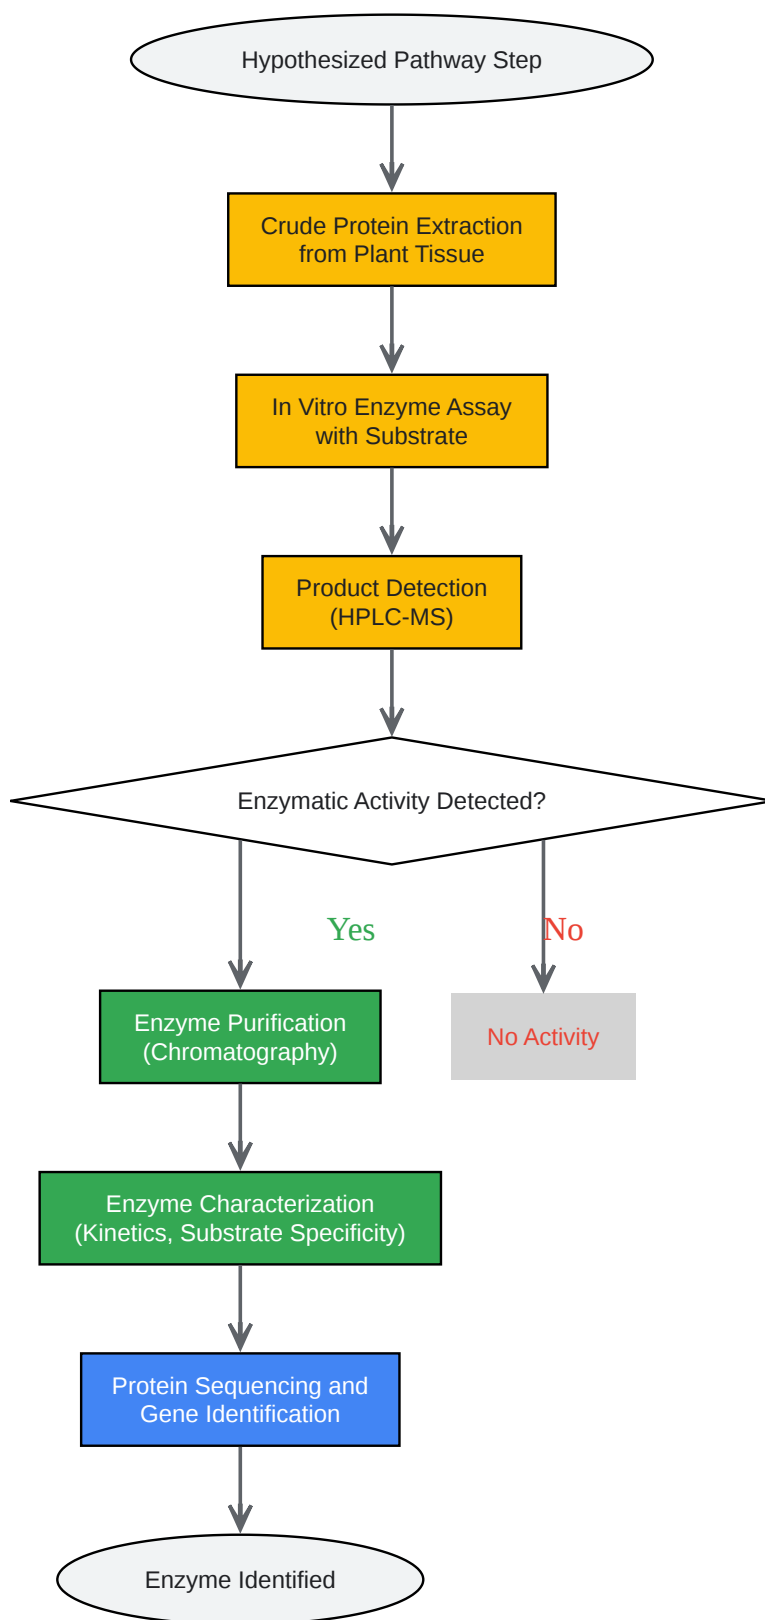 Hypothesized Pathway Step
Crude Protein Extraction
from Plant Tissue
In Vitro Enzyme Assay
with Substrate
Product Detection
(HPLC-MS)
Enzymatic Activity Detected?
Yes
No
Enzyme Purification
(Chromatography)
No Activity
Enzyme Characterization
(Kinetics, Substrate Specificity)
Protein Sequencing and
Gene Identification
Enzyme Identified